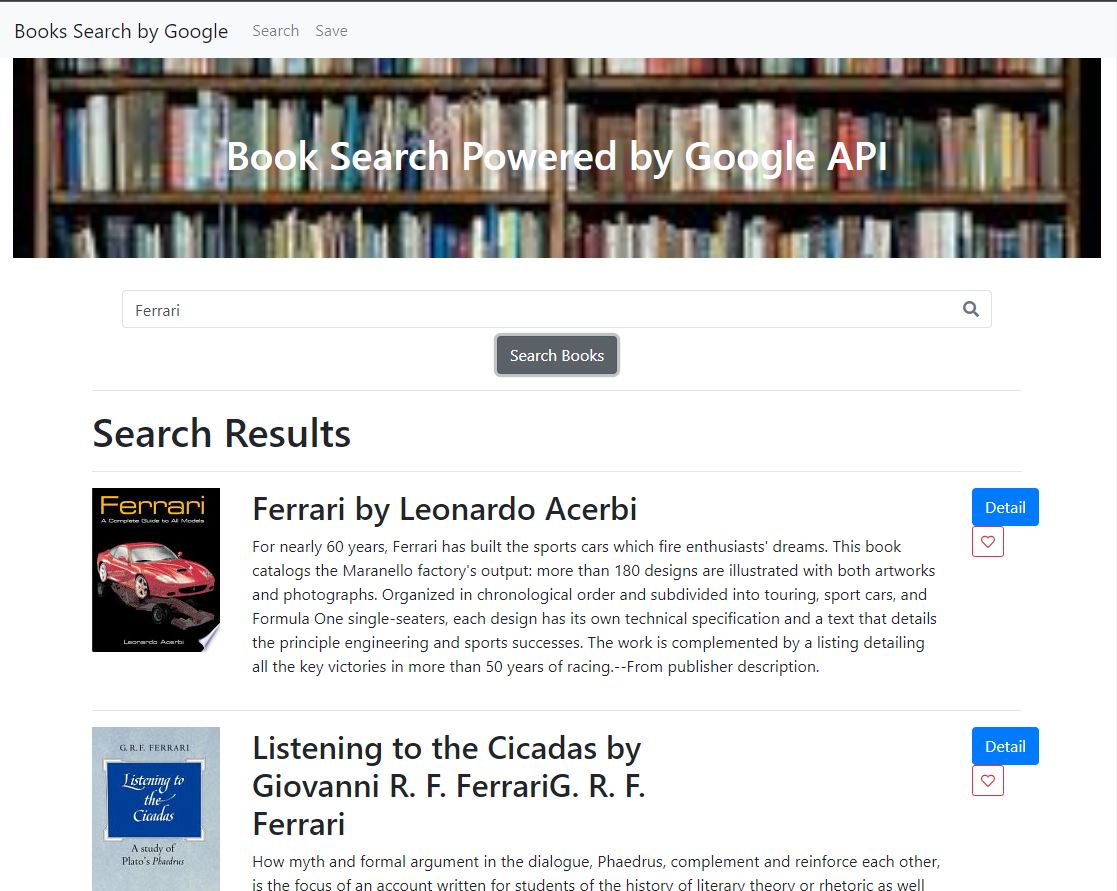 Books Search by Google Search Save
Book Search Powered by Google API
Ferrari
Search Books
Search Results
Ferrari
A Complete Guide to All Models
Leonardo Acerbi
Ferrari by Leonardo Acerbi
Detail
For nearly 60 years, Ferrari has built the sports cars which fire enthusiasts' dreams. This book
catalogs the Maranello factory's output: more than 180 designs are illustrated with both artworks
and photographs. Organized in chronological order and subdivided into touring, sport cars, and
Formula One single-seaters, each design has its own technical specification and a text that details
the principle engineering and sports successes. The work is complemented by a listing detailing
all the key victories in more than 50 years of racing.--From publisher description.
G. R. F. FERRARI
Listening to
the
Cicadas
A study of
Plato's Phaedrus
Listening to the Cicadas by
Giovanni R. F. FerrariG. R. F.
Ferrari
Detail
How myth and formal argument in the dialogue, Phaedrus, complement and reinforce each other,
is the focus of an account written for students of the history of literary theory or rhetoric as well